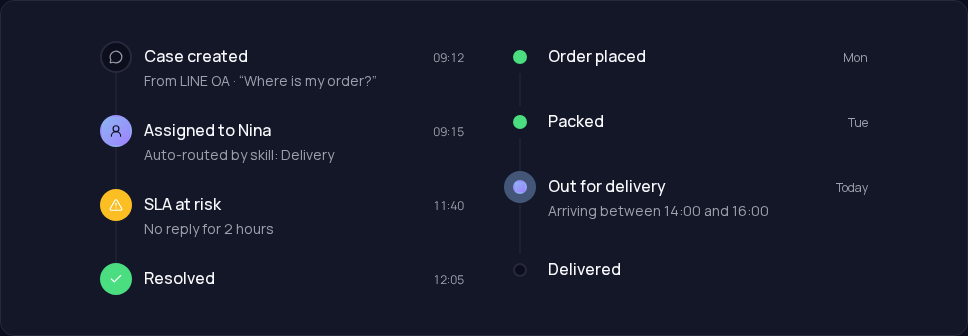 Case created
09:12
From LINE OA · “Where is my order?”
Assigned to Nina
09:15
Auto-routed by skill: Delivery
SLA at risk
11:40
No reply for 2 hours
Resolved
12:05
Order placed
Mon
Packed
Tue
Out for delivery
Today
Arriving between 14:00 and 16:00
Delivered